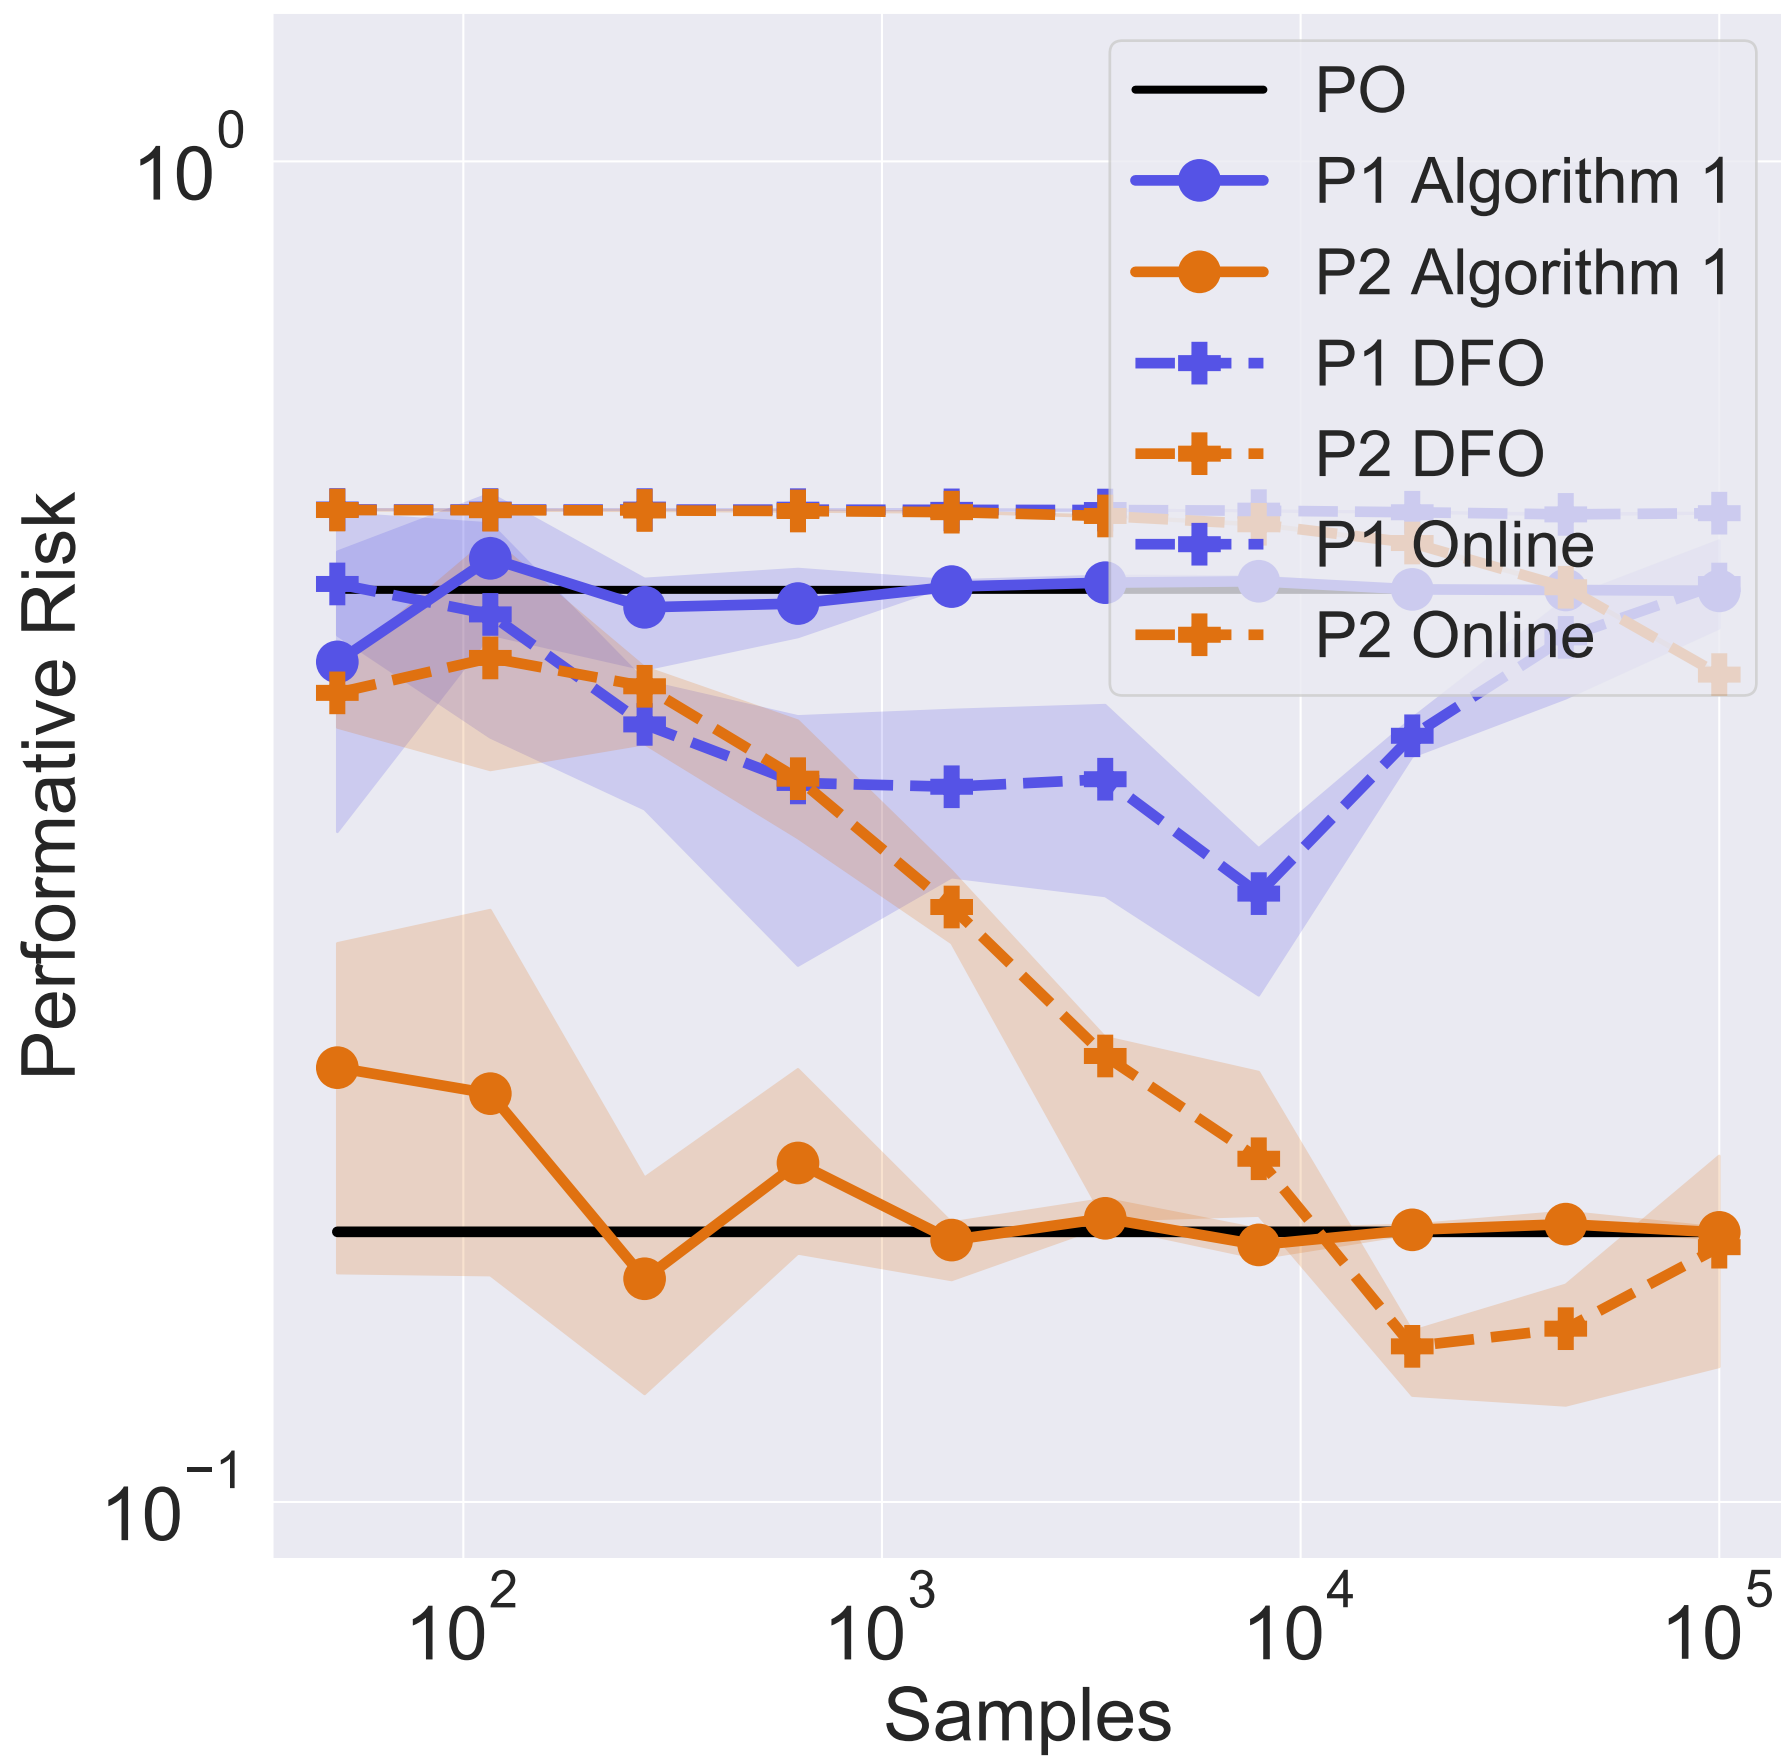 Performative Risk
10^0
10^−1
PO
P1 Algorithm 1
P2 Algorithm 1
P1 DFO
P2 DFO
P1 Online
P2 Online
10^2 10^3 10^4 10^5
Samples